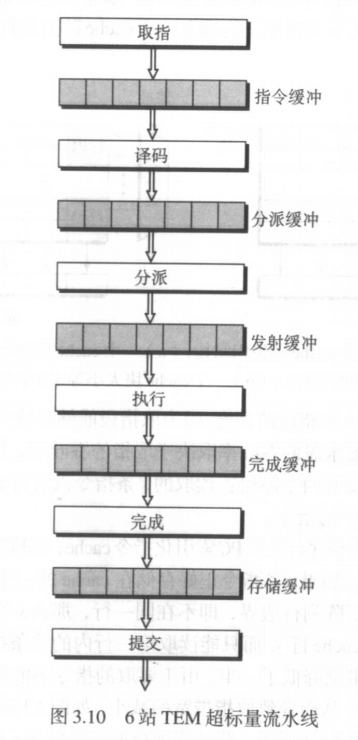 取指
指令缓冲
译码
分派缓冲
分派
发射缓冲
执行
完成缓冲
完成
存储缓冲
提交
图 3.10 6 站 TEM 超标量流水线